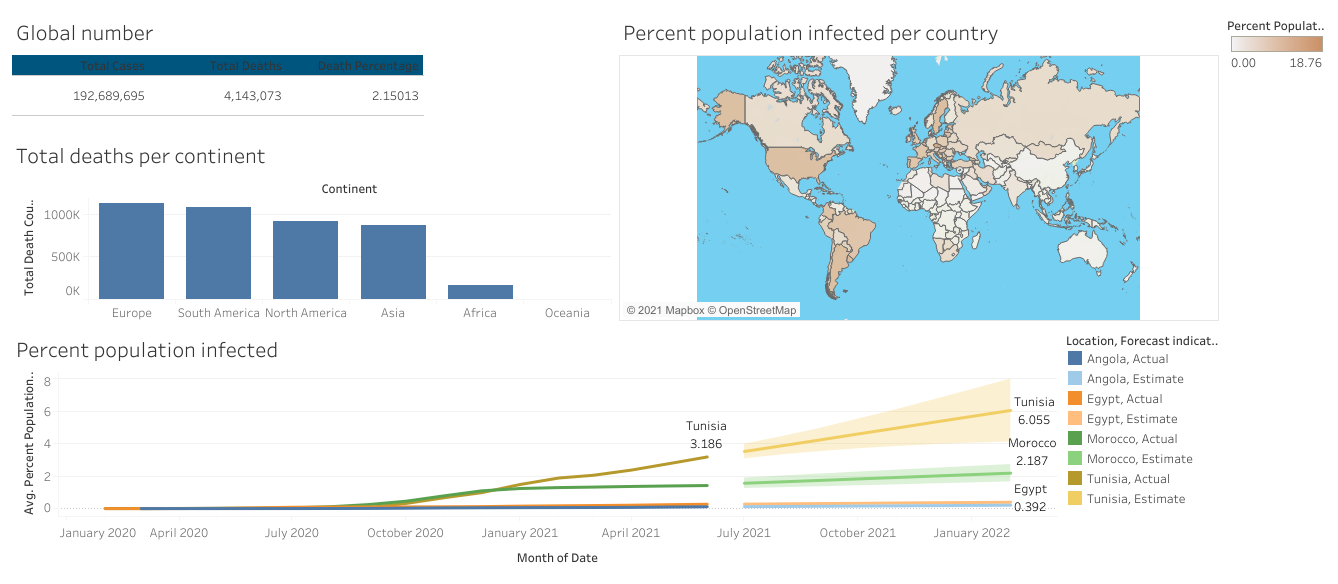 Global number
Total Cases Total Deaths Death Percentage
192,689,695 4,143,073 2.15013
Total deaths per continent
Continent
Total Death Cou..
1000K
500K
0K
Europe South America North America Asia Africa Oceania
Percent population infected per country
© 2021 Mapbox © OpenStreetMap
Percent Populat..
0.00 18.76
Percent population infected
Avg. Percent Population..
8
6
4
2
0
Tunisia
3.186
Tunisia
6.055
Morocco
2.187
Egypt
0.392
January 2020 April 2020 July 2020 October 2020 January 2021 April 2021 July 2021 October 2021 January 2022
Month of Date
Location, Forecast indicat..
Angola, Actual
Angola, Estimate
Egypt, Actual
Egypt, Estimate
Morocco, Actual
Morocco, Estimate
Tunisia, Actual
Tunisia, Estimate